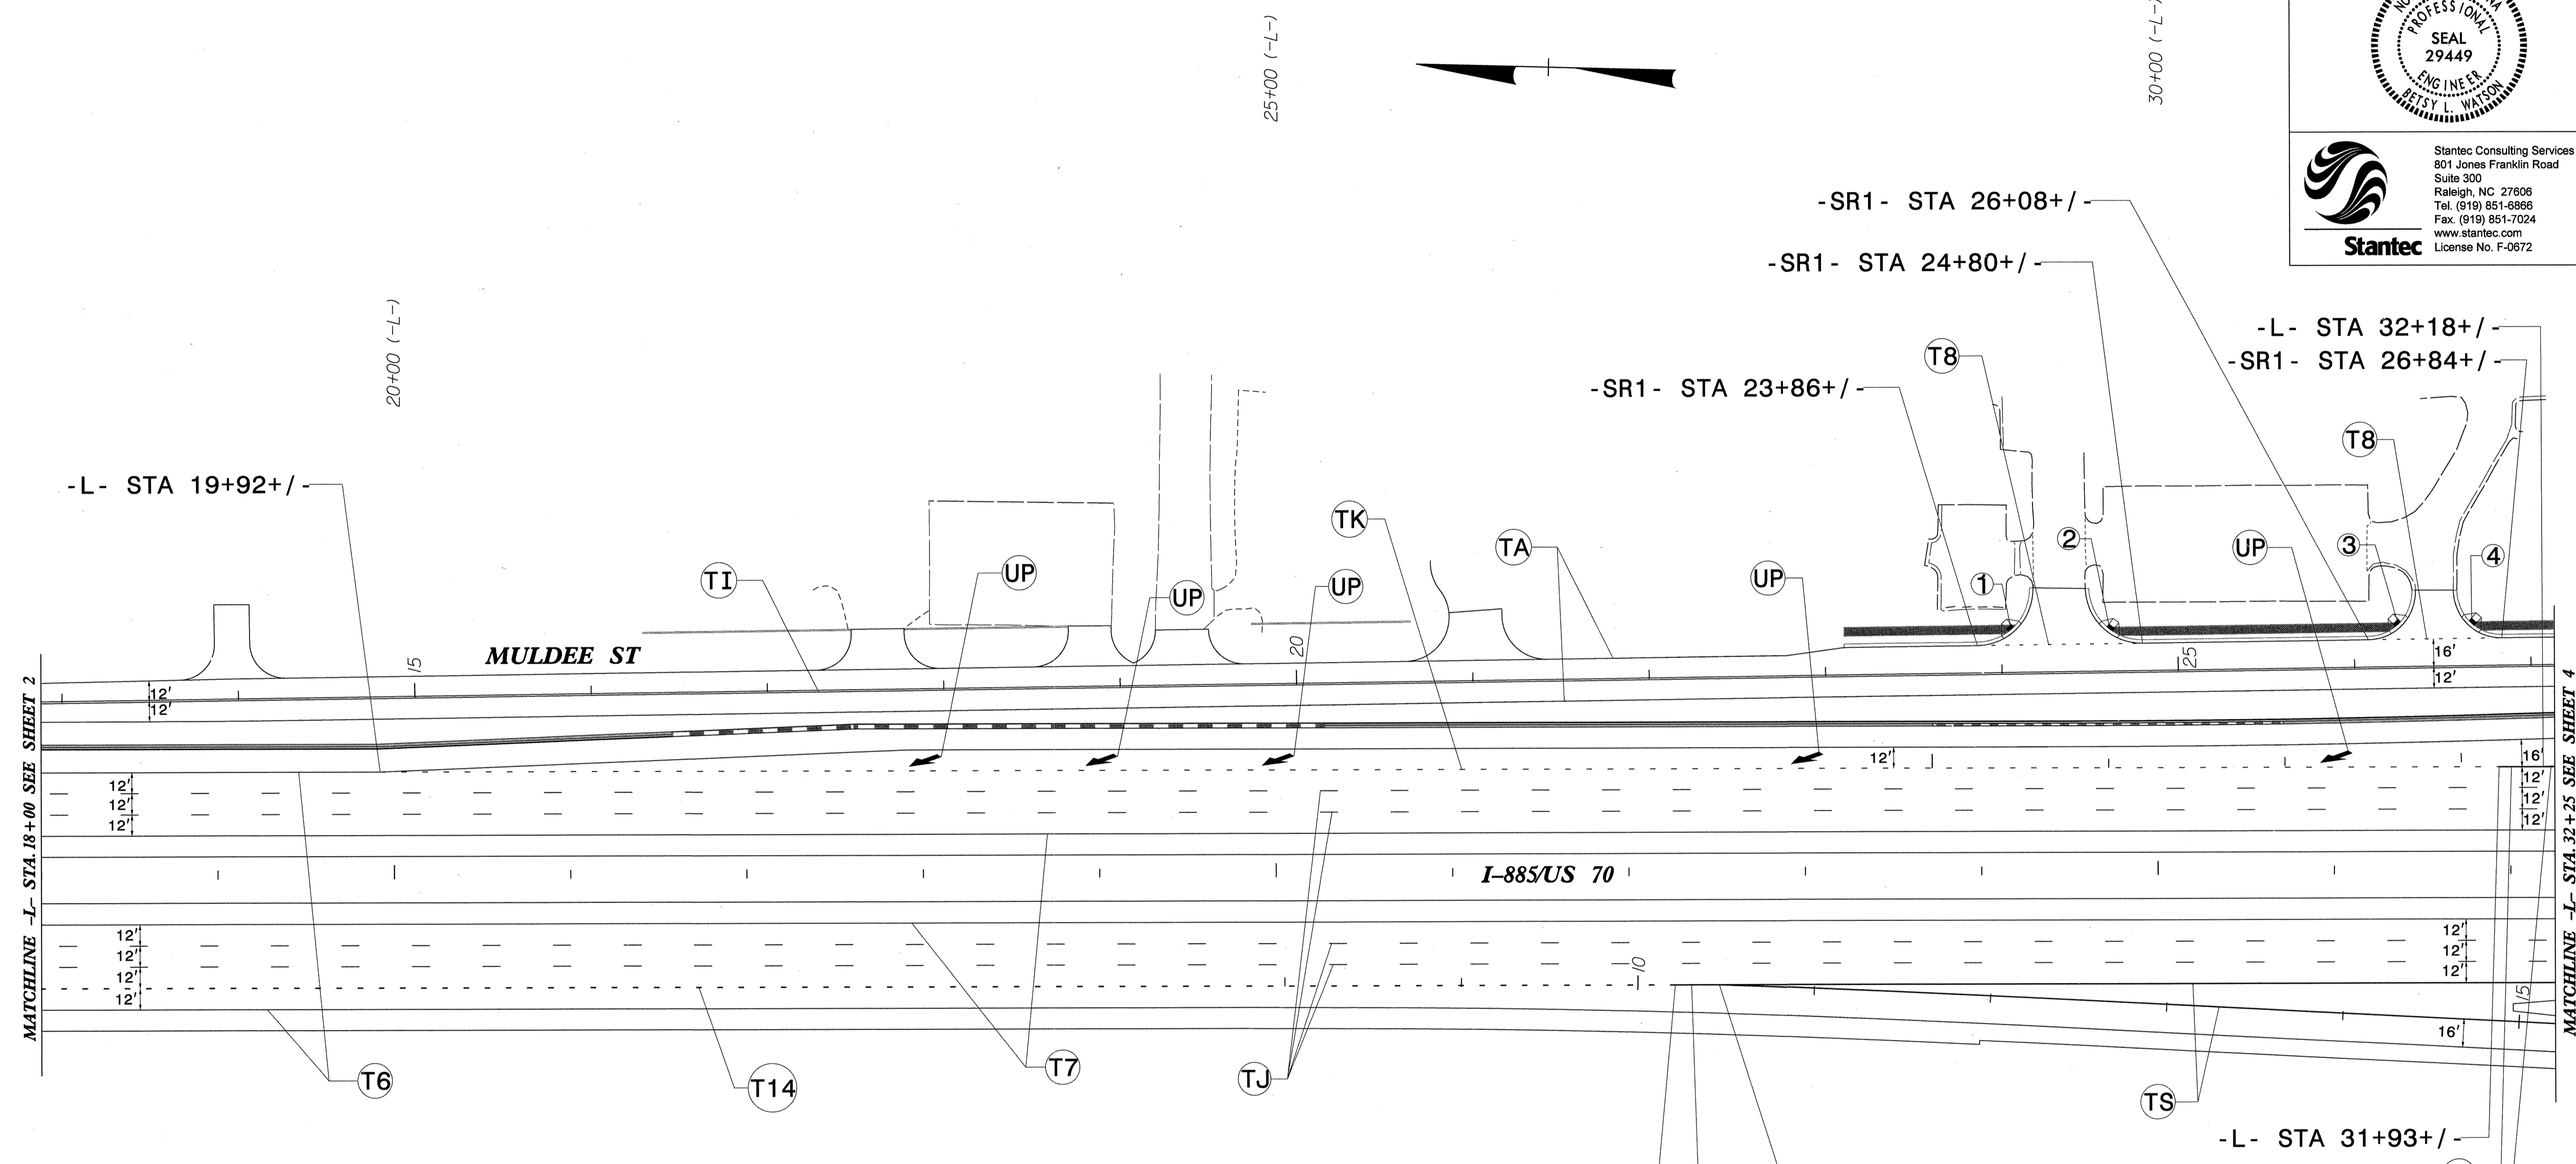 25+00 (-L-)
PROFESSIONAL
SEAL
29449
ENGINEER
BETSY L. WATSON
Stantec Consulting Services
801 Jones Franklin Road
Suite 300
Raleigh, NC 27606
Tel. (919) 851-6866
Fax. (919) 851-7024
www.stantec.com
License No. F-0672
Stantec
20+00 (-L-)
-SR1- STA 26+08+/-
-SR1- STA 24+80+/-
-L- STA 32+18+/-
-SR1- STA 26+84+/-
-SR1- STA 23+86+/-
T8
T8
-L- STA 19+92+/-
TK
TA
TI
UP
UP
UP
UP
UP
1
2
3
4
MULDEE ST
15
20
25
12'
12'
16'
12'
12'
16'
12'
12'
12'
12'
12'
12'
I-885/US 70
12'
12'
12'
12'
12'
12'
12'
10
15
16'
MATCHLINE -L- STA. 18+00 SEE SHEET 2
MATCHLINE -L- STA. 32+25 SEE SHEET 4
T6
T14
T7
TJ
TS
-L- STA 31+93+/-